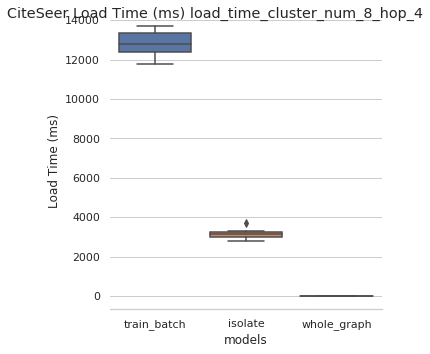 CiteSeer Load Time (ms) load_time_cluster_num_8_hop_4
14000
12000
10000
8000
6000
4000
2000
0
Load Time (ms)
train_batch isolate whole_graph
models